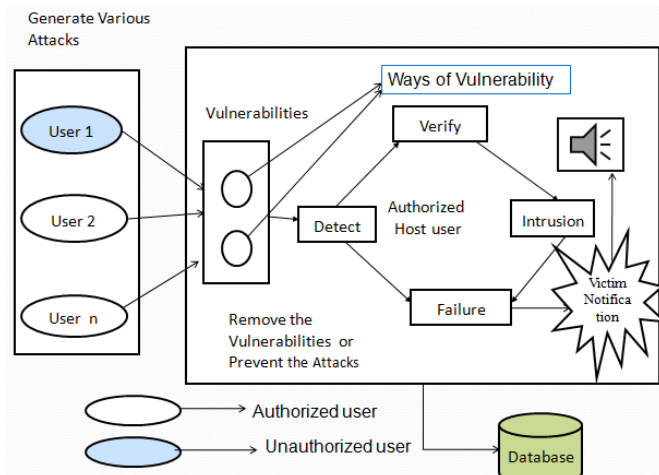 Generate Various
Attacks
User 1
User 2
User n
Vulnerabilities
Ways of Vulnerability
Verify
Detect
Authorized
Host user
Intrusion
Failure
Victim
Notifica
tion
Remove the
Vulnerabilities or
Prevent the Attacks
Authorized user
Unauthorized user
Database